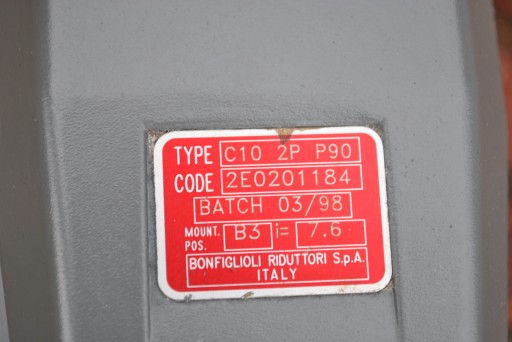 TYPE C10 2P P90
CODE 2E0201184
BATCH 03/98
MOUNT. POS. B3 i= 7.6
BONFIGLIOLI RIDUTTORI S.p.A.
ITALY